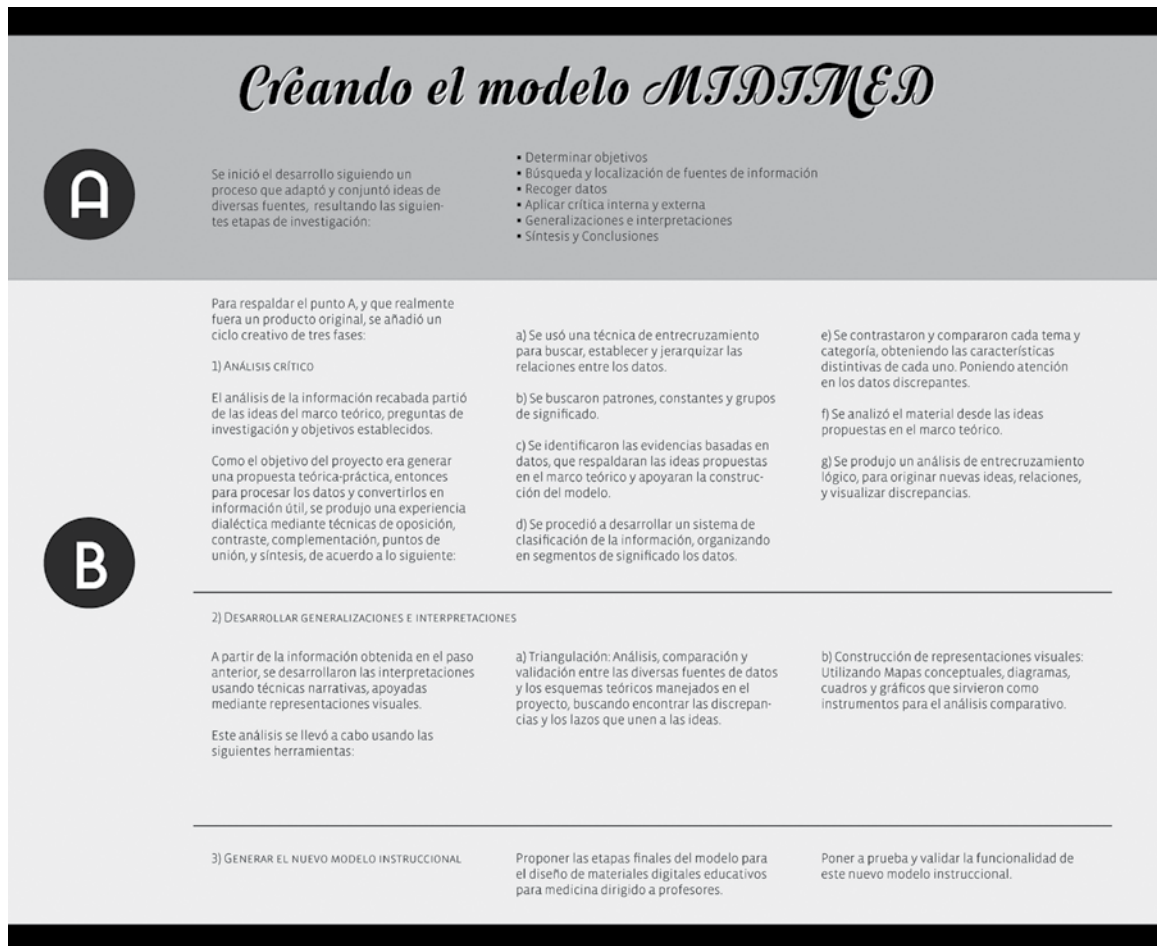 Creando el modelo MIDIMED
A
Se inició el desarrollo siguiendo un
proceso que adaptó y conjuntó ideas de
diversas fuentes, resultando las siguien-
tes etapas de investigación:
▪ Determinar objetivos
▪ Búsqueda y localización de fuentes de información
▪ Recoger datos
▪ Aplicar crítica interna y externa
▪ Generalizaciones e interpretaciones
▪ Síntesis y Conclusiones
B
Para respaldar el punto A, y que realmente
fuera un producto original, se añadió un
ciclo creativo de tres fases:
1) ANÁLISIS CRÍTICO
El análisis de la información recabada partió
de las ideas del marco teórico, preguntas de
investigación y objetivos establecidos.
Como el objetivo del proyecto era generar
una propuesta teórica-práctica, entonces
para procesar los datos y convertirlos en
información útil, se produjo una experiencia
dialéctica mediante técnicas de oposición,
contraste, complementación, puntos de
unión, y síntesis, de acuerdo a lo siguiente:
a) Se usó una técnica de entrecruzamiento
para buscar, establecer y jerarquizar las
relaciones entre los datos.
b) Se buscaron patrones, constantes y grupos
de significado.
c) Se identificaron las evidencias basadas en
datos, que respaldaran las ideas propuestas
en el marco teórico y apoyaran la construc-
ción del modelo.
d) Se procedió a desarrollar un sistema de
clasificación de la información, organizando
en segmentos de significado los datos.
e) Se contrastaron y compararon cada tema y
categoría, obteniendo las características
distintivas de cada uno. Poniendo atención
en los datos discrepantes.
f) Se analizó el material desde las ideas
propuestas en el marco teórico.
g) Se produjo un análisis de entrecruzamiento
lógico, para originar nuevas ideas, relaciones,
y visualizar discrepancias.
2) DESARROLLAR GENERALIZACIONES E INTERPRETACIONES
A partir de la información obtenida en el paso
anterior, se desarrollaron las interpretaciones
usando técnicas narrativas, apoyadas
mediante representaciones visuales.
Este análisis se llevó a cabo usando las
siguientes herramientas:
a) Triangulación: Análisis, comparación y
validación entre las diversas fuentes de datos
y los esquemas teóricos manejados en el
proyecto, buscando encontrar las discrepan-
cias y los lazos que unen a las ideas.
b) Construcción de representaciones visuales:
Utilizando Mapas conceptuales, diagramas,
cuadros y gráficos que sirvieron como
instrumentos para el análisis comparativo.
3) GENERAR EL NUEVO MODELO INSTRUCCIONAL
Proponer las etapas finales del modelo para
el diseño de materiales digitales educativos
para medicina dirigido a profesores.
Poner a prueba y validar la funcionalidad de
este nuevo modelo instruccional.